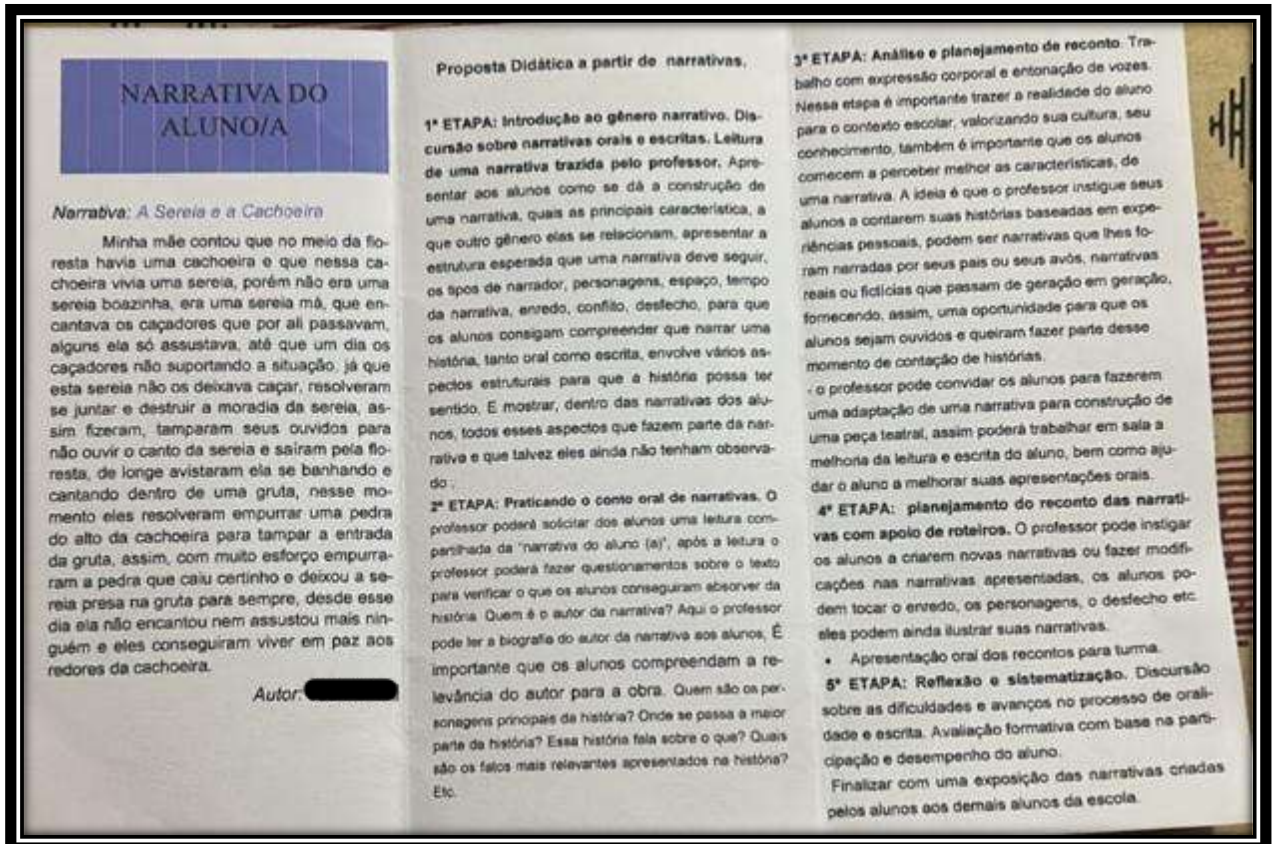 NARRATIVA DO
ALUNO/A
Narrativa: A Sereia e a Cachoeira
Minha mãe contou que no meio da flo-
resta havia uma cachoeira e que nessa ca-
choeira vivia uma sereia, porém não era uma
sereia boazinha, era uma sereia má, que en-
cantava os caçadores que por ali passavam,
alguns ela só assustava, até que um dia os
caçadores não suportando a situação, já que
esta sereia não os deixava caçar, resolveram
se juntar e destruir a moradia da sereia, as-
sim fizeram, tamparam seus ouvidos para
não ouvir o canto da sereia e saíram pela flo-
resta, de longe avistaram ela se banhando e
cantando dentro de uma gruta, nesse mo-
mento eles resolveram empurrar uma pedra
do alto da cachoeira para tampar a entrada
da gruta, assim, com muito esforço empurra-
ram a pedra que caiu certinho e deixou a se-
reia presa na gruta para sempre, desde esse
dia ela não encantou nem assustou mais nin-
guém e eles conseguiram viver em paz aos
redores da cachoeira.
Autor:
Proposta Didática a partir de narrativas.
1ª ETAPA: Introdução ao gênero narrativo. Dis-
cursão sobre narrativas orais e escritas. Leitura
de uma narrativa trazida pelo professor. Apre-
sentar aos alunos como se dá a construção de
uma narrativa, quais as principais característica, a
que outro gênero elas se relacionam, apresentar a
estrutura esperada que uma narrativa deve seguir,
os tipos de narrador, personagens, espaço, tempo
da narrativa, enredo, conflito, desfecho, para que
os alunos consigam compreender que narrar uma
história, tanto oral como escrita, envolve vários as-
pectos estruturais para que a história possa ter
sentido. E mostrar, dentro das narrativas dos alu-
nos, todos esses aspectos que fazem parte da nar-
rativa e que talvez eles ainda não tenham observa-
do .
2ª ETAPA: Praticando o conto oral de narrativas. O
professor poderá solicitar dos alunos uma leitura com-
partilhada da "narrativa do aluno (a)", após a leitura o
professor poderá fazer questionamentos sobre o texto
para verificar o que os alunos conseguiram absorver da
história. Quem é o autor da narrativa? Aqui o professor
pode ler a biografia do autor da narrativa aos alunos, É
importante que os alunos compreendam a re-
levância do autor para a obra. Quem são os per-
sonagens principais da história? Onde se passa a maior
parte da história? Essa história fala sobre o que? Quais
são os fatos mais relevantes apresentados na história?
Etc.
3ª ETAPA: Análise e planejamento de reconto. Tra-
balho com expressão corporal e entonação de vozes.
Nessa etapa é importante trazer a realidade do aluno
para o contexto escolar, valorizando sua cultura, seu
conhecimento, também é importante que os alunos
comecem a perceber melhor as características, de
uma narrativa. A ideia é que o professor instigue seus
alunos a contarem suas histórias baseadas em expe-
riências pessoais, podem ser narrativas que lhes fo-
ram narradas por seus pais ou seus avós, narrativas
reais ou fictícias que passam de geração em geração,
fornecendo, assim, uma oportunidade para que os
alunos sejam ouvidos e queiram fazer parte desse
momento de contação de histórias.
- o professor pode convidar os alunos para fazerem
uma adaptação de uma narrativa para construção de
uma peça teatral, assim poderá trabalhar em sala a
melhoria da leitura e escrita do aluno, bem como aju-
dar o aluno a melhorar suas apresentações orais.
4ª ETAPA: planejamento do reconto das narrati-
vas com apoio de roteiros. O professor pode instigar
os alunos a criarem novas narrativas ou fazer modifi-
cações nas narrativas apresentadas, os alunos po-
dem tocar o enredo, os personagens, o desfecho etc.
eles podem ainda ilustrar suas narrativas.
• Apresentação oral dos recontos para turma.
5ª ETAPA: Reflexão e sistematização. Discursão
sobre as dificuldades e avanços no processo de orali-
dade e escrita. Avaliação formativa com base na parti-
cipação e desempenho do aluno.
Finalizar com uma exposição das narrativas criadas
pelos alunos aos demais alunos da escola.